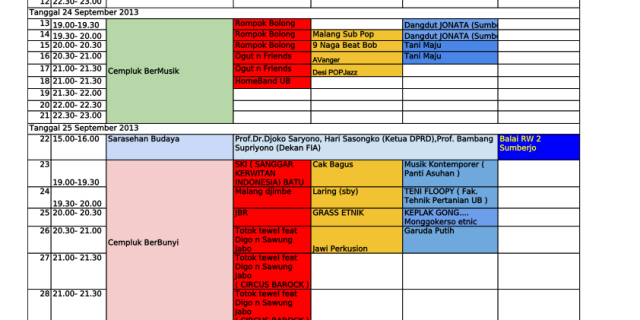 12 22.30- 23.00
Tanggal 24 September 2013
13 19.00-19.30 Rompok Bolong Dangdut JONATA (Sumb
14 19.30- 20.00 Cempluk BerMusik Rompok Bolong Malang Sub Pop Dangdut JONATA (Sumb
15 20.00- 20.30 Rompok Bolong 9 Naga Beat Bob Tani Maju
16 20.30- 21.00 Ogut n Friends AVanger Tani Maju
17 21.00 -21.30 Ogut n Friends Desi POPJazz
18 21.00 -21.30 HomeBand UB
19 21.30- 22.00
20 22.00- 22.30
21 22.30- 23.00
Tanggal 25 September 2013
22 15.00-16.00 Sarasehan Budaya Prof.Dr.Djoko Saryono, Hari Sasongko (Ketua DPRD),Prof. Bambang Balai RW 2
Supriyono (Dekan FIA) Sumberjo
23 19.00-19.30 SKI ( SANGGAR Cak Bagus Musik Kontemporer (
KERWITAN Panti Asuhan )
INDONESIA) BATU
24 19.30- 20.00 Malang djimbe Laring (sby) TENI FLOOPY ( Fak.
Tehnik Pertanian UB )
25 20.00- 20.30 JBR GRASS ETNIK KEPLAK GONG....
Monggokerso etnic
26 20.30- 21.00 Cempluk BerBunyi Totok tewel feat Jawi Perkusion Garuda Putih
Digo n Sawung
Jabo
27 21.00- 21.30 Totok tewel feat
Digo n Sawung
Jabo
( CIRCUS BAROCK )
28 21.00- 21.30 Totok tewel feat
Digo n Sawung
Jabo
( CIRCUS BAROCK )